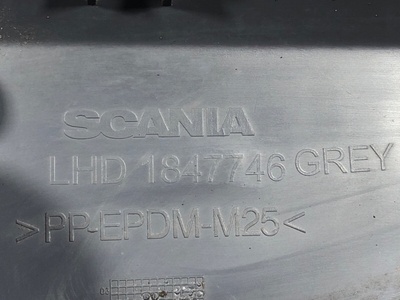 SCANIA
LHD 1847746 GREY
>PP-EPDM-M25<